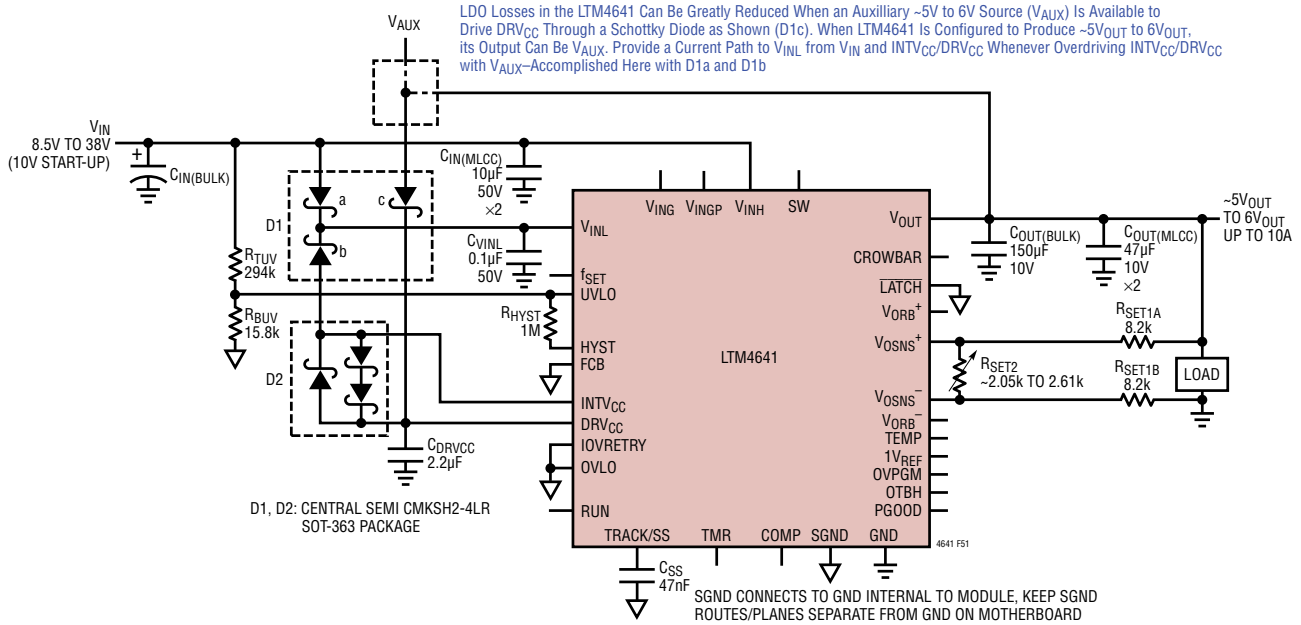 LDO Losses in the LTM4641 Can Be Greatly Reduced When an Auxilliary ~5V to 6V Source (VAUX) Is Available to
Drive DRVCC Through a Schottky Diode as Shown (D1c). When LTM4641 Is Configured to Produce ~5VOUT to 6VOUT,
its Output Can Be VAUX. Provide a Current Path to VINL from VIN and INTVCC/DRVCC Whenever Overdriving INTVCC/DRVCC
with VAUX–Accomplished Here with D1a and D1b
VAUX
VIN
8.5V TO 38V
(10V START-UP)
+
CIN(BULK)
CIN(MLCC)
10µF
50V
×2
D1
a
c
b
RTUV
294k
RBUV
15.8k
CVINL
0.1µF
50V
RHYST
1M
D2
CDRVCC
2.2µF
D1, D2: CENTRAL SEMI CMKSH2-4LR
SOT-363 PACKAGE
VING
VINGP
VINH
SW
VINL
fSET
UVLO
HYST
FCB
INTVCC
DRVCC
IOVRETRY
OVLO
RUN
LTM4641
TRACK/SS
TMR
COMP
SGND
GND
VOUT
CROWBAR
LATCH
VORB+
VOSNS+
VOSNS–
VORB–
TEMP
1VREF
OVPGM
OTBH
PGOOD
COUT(BULK)
150µF
10V
COUT(MLCC)
47µF
10V
×2
~5VOUT
TO 6VOUT
UP TO 10A
RSET1A
8.2k
RSET2
~2.05k TO 2.61k
RSET1B
8.2k
LOAD
4641 F51
CSS
47nF
SGND CONNECTS TO GND INTERNAL TO MODULE, KEEP SGND
ROUTES/PLANES SEPARATE FROM GND ON MOTHERBOARD